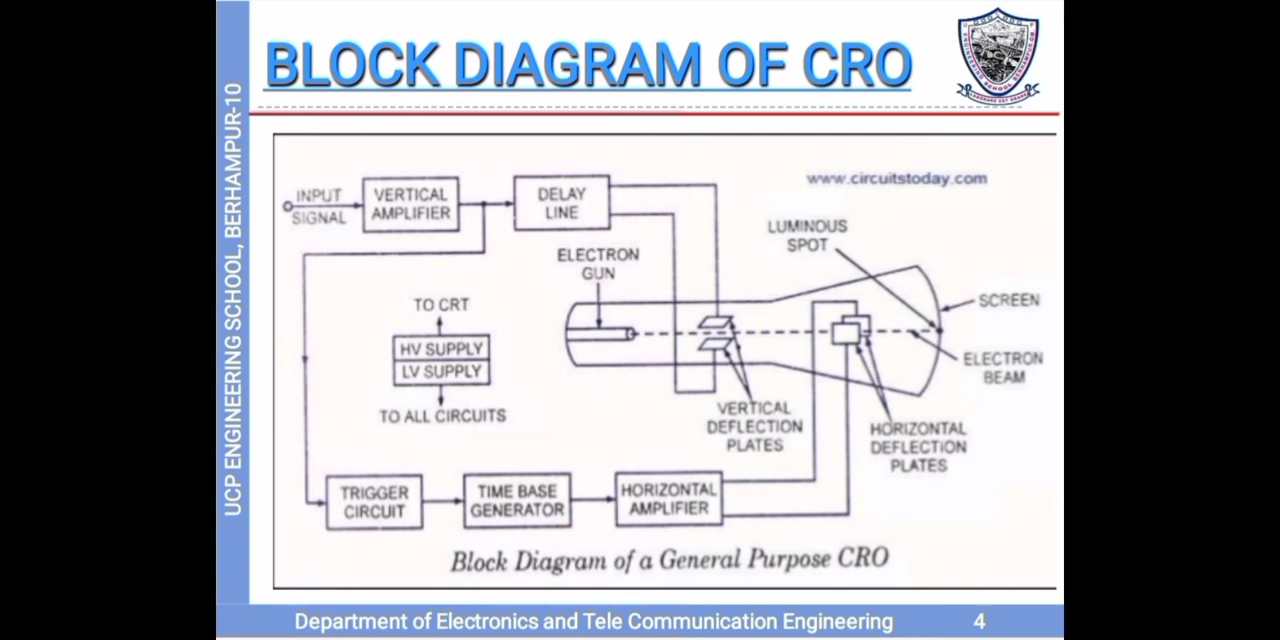 BLOCK DIAGRAM OF CRO
UCP ENGINEERING SCHOOL, BERHAMPUR-10
www.circuitstoday.com
INPUT
SIGNAL
VERTICAL
AMPLIFIER
DELAY
LINE
LUMINOUS
SPOT
ELECTRON
GUN
SCREEN
TO CRT
HV SUPPLY
LV SUPPLY
TO ALL CIRCUITS
ELECTRON
BEAM
VERTICAL
DEFLECTION
PLATES
HORIZONTAL
DEFLECTION
PLATES
TRIGGER
CIRCUIT
TIME BASE
GENERATOR
HORIZONTAL
AMPLIFIER
Block Diagram of a General Purpose CRO
Department of Electronics and Tele Communication Engineering
4